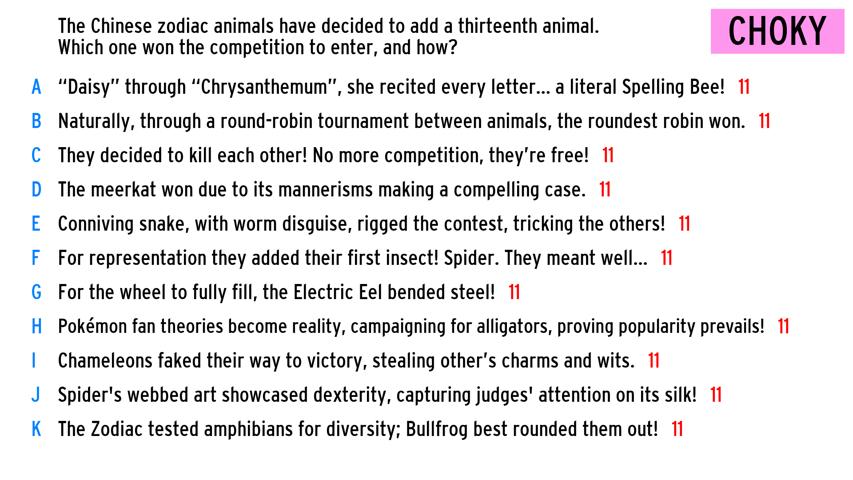 The Chinese zodiac animals have decided to add a thirteenth animal.
Which one won the competition to enter, and how?
CHOKY
A “Daisy” through “Chrysanthemum”, she recited every letter... a literal Spelling Bee! 11
B Naturally, through a round-robin tournament between animals, the roundest robin won. 11
C They decided to kill each other! No more competition, they're free! 11
D The meerkat won due to its mannerisms making a compelling case. 11
E Conniving snake, with worm disguise, rigged the contest, tricking the others! 11
F For representation they added their first insect! Spider. They meant well... 11
G For the wheel to fully fill, the Electric Eel bended steel! 11
H Pokémon fan theories become reality, campaigning for alligators, proving popularity prevails! 11
I Chameleons faked their way to victory, stealing other's charms and wits. 11
J Spider's webbed art showcased dexterity, capturing judges' attention on its silk! 11
K The Zodiac tested amphibians for diversity; Bullfrog best rounded them out! 11